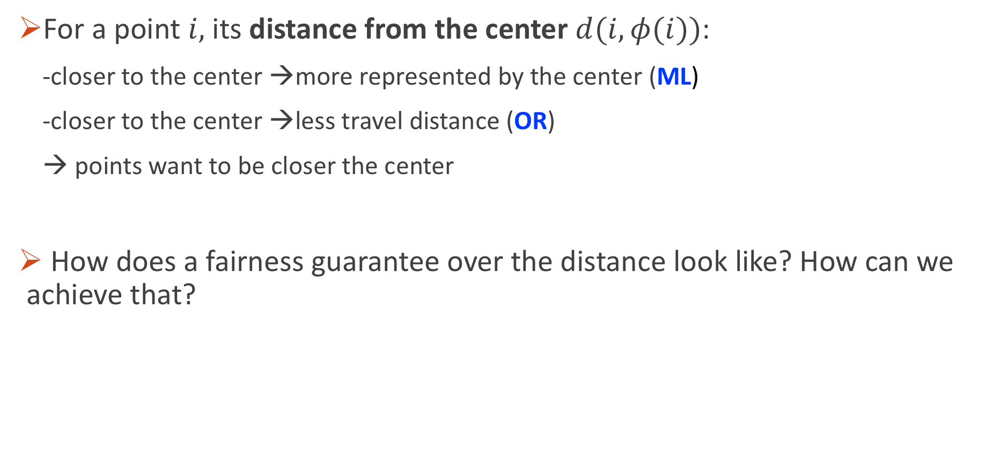 ➢For a point 𝑖, its distance from the center 𝑑(𝑖, 𝜙(𝑖)):
-closer to the center →more represented by the center (ML)
-closer to the center →less travel distance (OR)
→ points want to be closer the center
➢ How does a fairness guarantee over the distance look like? How can we
achieve that?